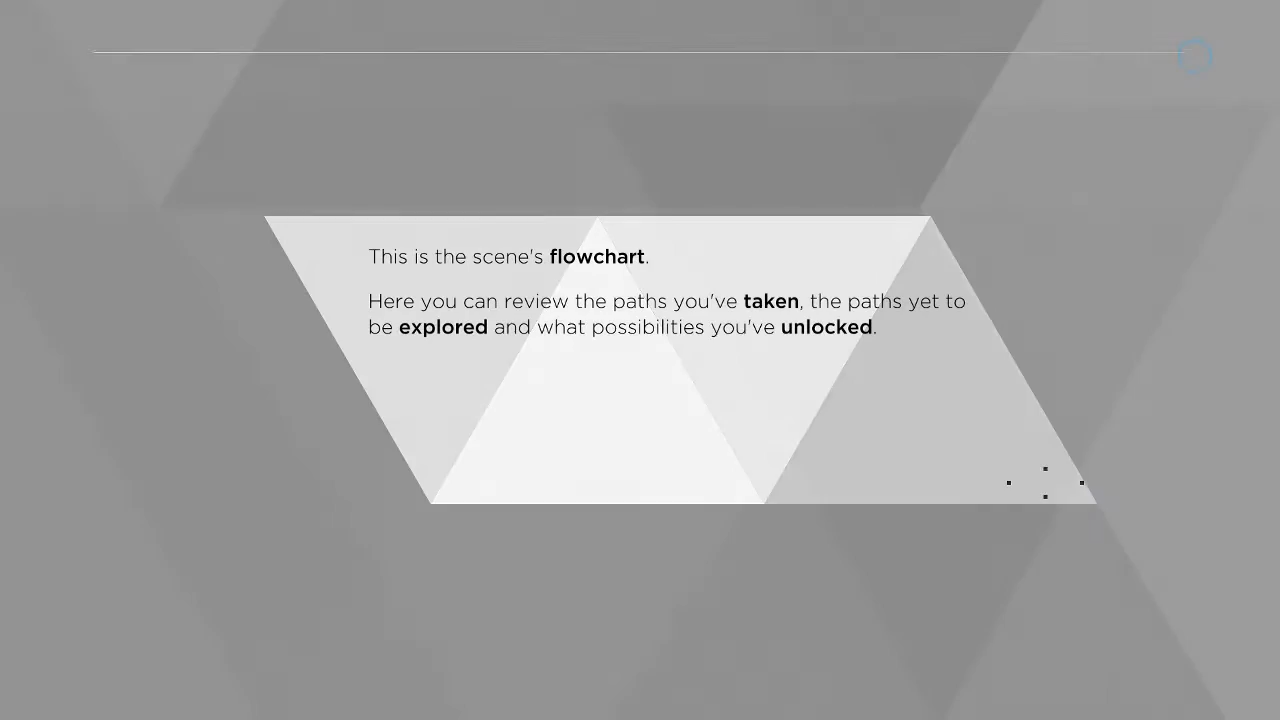 This is the scene's flowchart.
Here you can review the paths you've taken, the paths yet to
be explored and what possibilities you've unlocked.